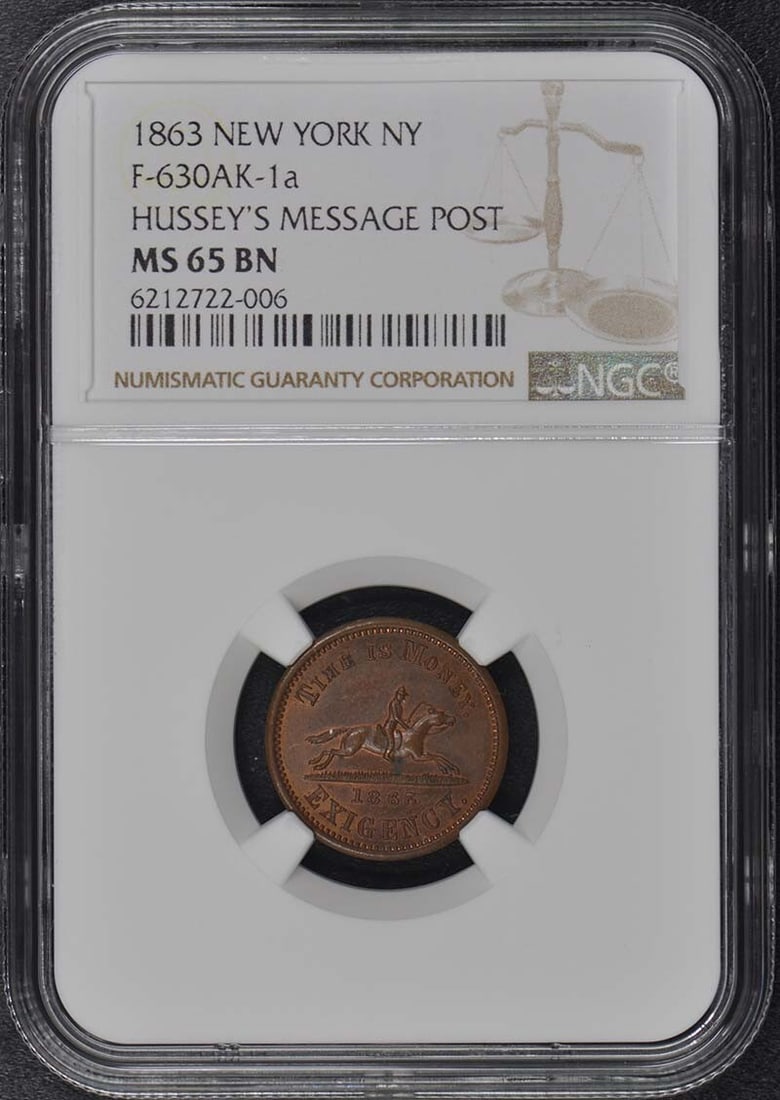 1863 NEW YORK NY
F-630AK-1a
HUSSEY'S MESSAGE POST
MS 65 BN
6212722-006
NUMISMATIC GUARANTY CORPORATION
NGC®
TIME IS MONEY.
1863
EXIGENCY.